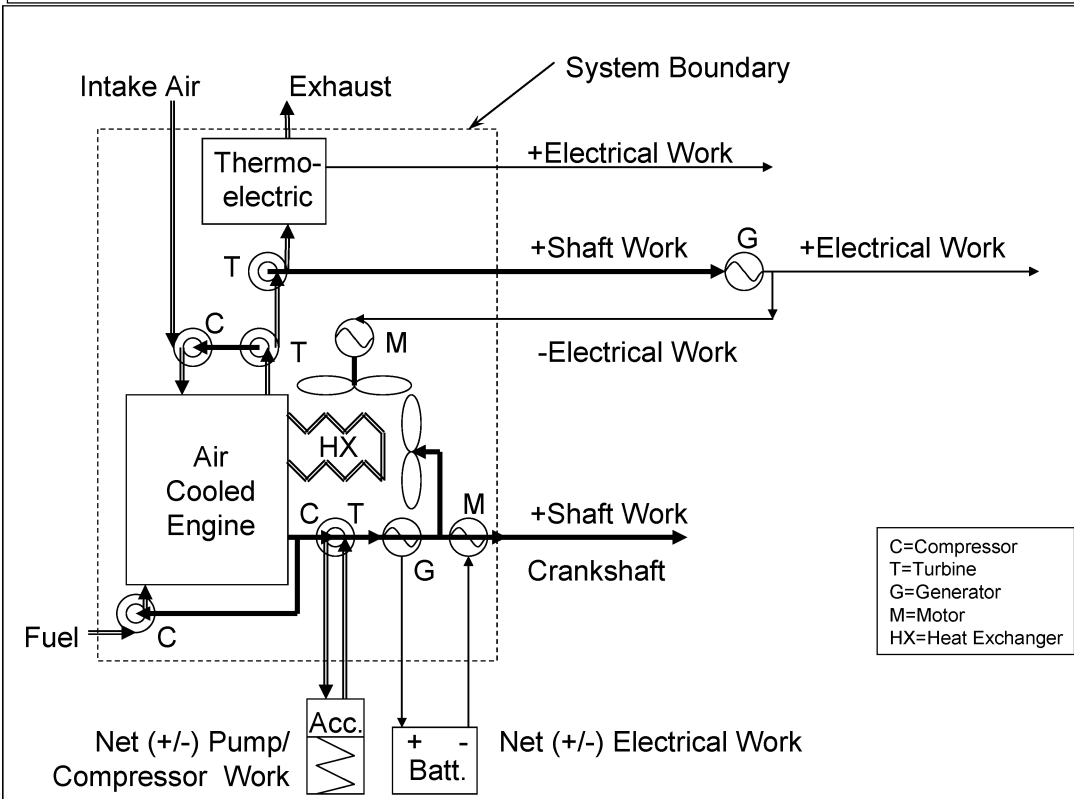 System Boundary
Intake Air
Exhaust
Thermo-
electric
+Electrical Work
T
+Shaft Work
G
+Electrical Work
C
T
M
-Electrical Work
HX
Air
Cooled
Engine
C
T
M
+Shaft Work
G
Crankshaft
C=Compressor
T=Turbine
G=Generator
M=Motor
HX=Heat Exchanger
Fuel
C
Acc.
Net (+/-) Pump/
Compressor Work
+ -
Batt.
Net (+/-) Electrical Work